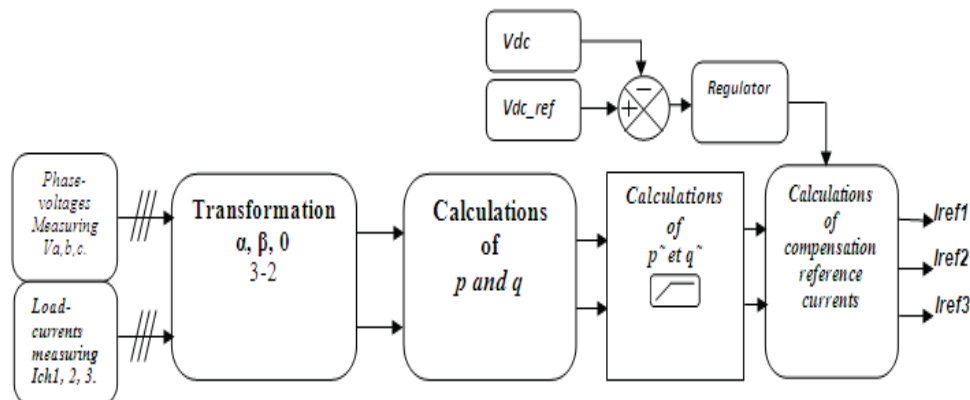 Vdc
Vdc_ref
−
+
Regulator
Phase-
voltages
Measuring
Va,b,c.
Load-
currents
measuring
Ich1, 2, 3.
Transformation
α, β, 0
3-2
Calculations
of
p and q
Calculations
of
p˜ et q˜
Calculations
of
compensation
reference
currents
Iref1
Iref2
Iref3